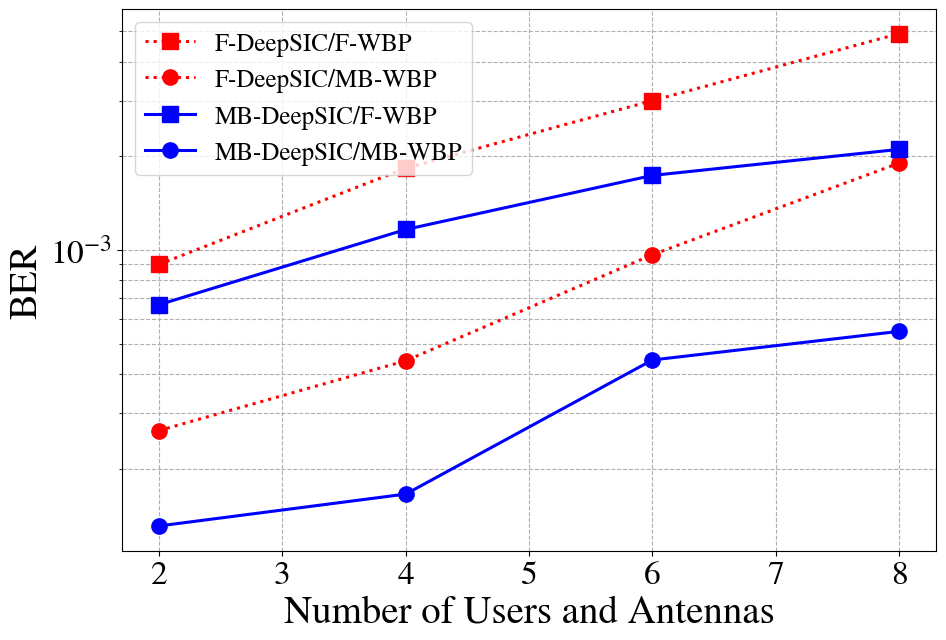 F-DeepSIC/F-WBP
F-DeepSIC/MB-WBP
MB-DeepSIC/F-WBP
MB-DeepSIC/MB-WBP
10⁻³
BER
2 3 4 5 6 7 8
Number of Users and Antennas